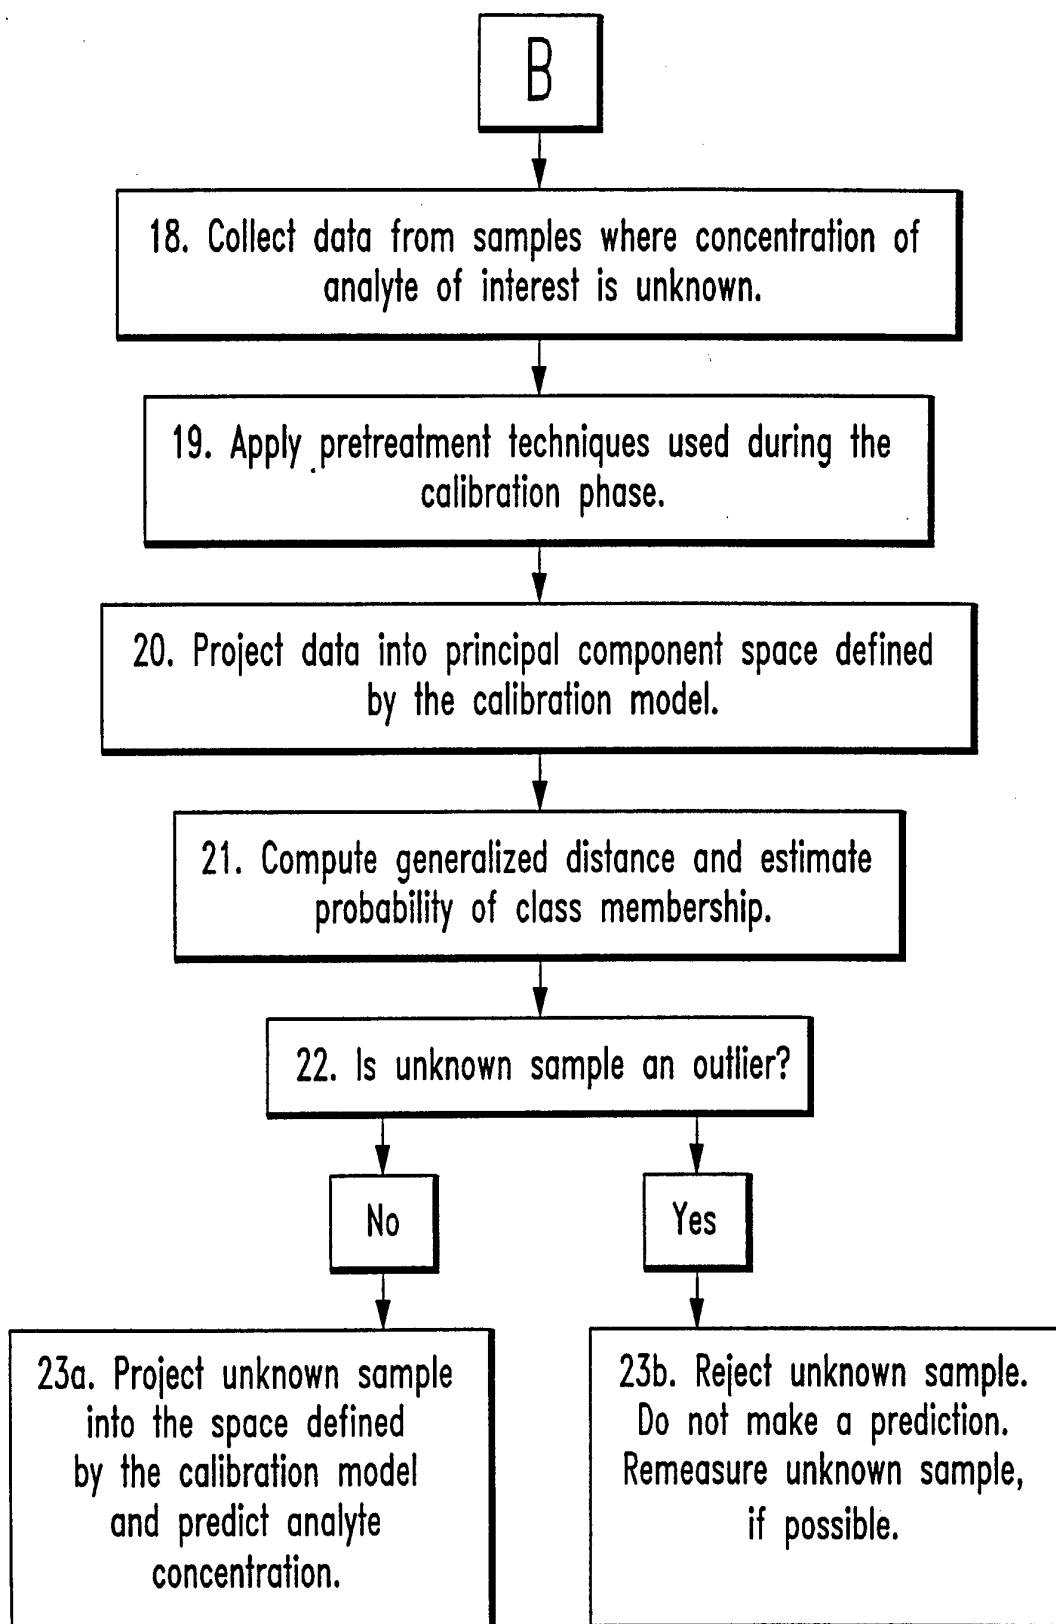 B
18. Collect data from samples where concentration of
analyte of interest is unknown.
19. Apply pretreatment techniques used during the
calibration phase.
20. Project data into principal component space defined
by the calibration model.
21. Compute generalized distance and estimate
probability of class membership.
22. Is unknown sample an outlier?
No
Yes
23a. Project unknown sample
into the space defined
by the calibration model
and predict analyte
concentration.
23b. Reject unknown sample.
Do not make a prediction.
Remeasure unknown sample,
if possible.